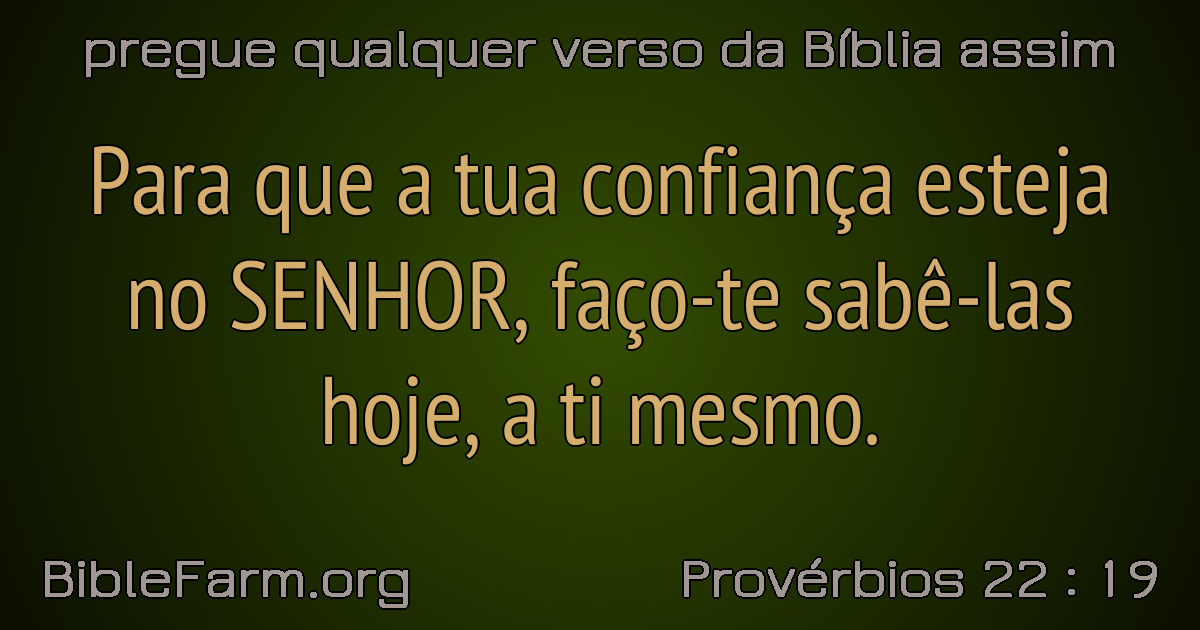 pregue qualquer verso da Bíblia assim
Para que a tua confiança esteja
no SENHOR, faço-te sabê-las
hoje, a ti mesmo.
BibleFarm.org
Provérbios 22 : 19